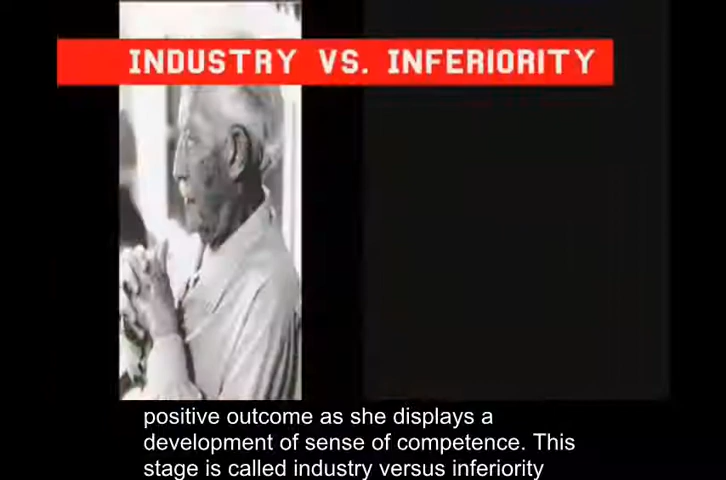 INDUSTRY VS. INFERIORITY
positive outcome as she displays a
development of sense of competence. This
stage is called industry versus inferiority